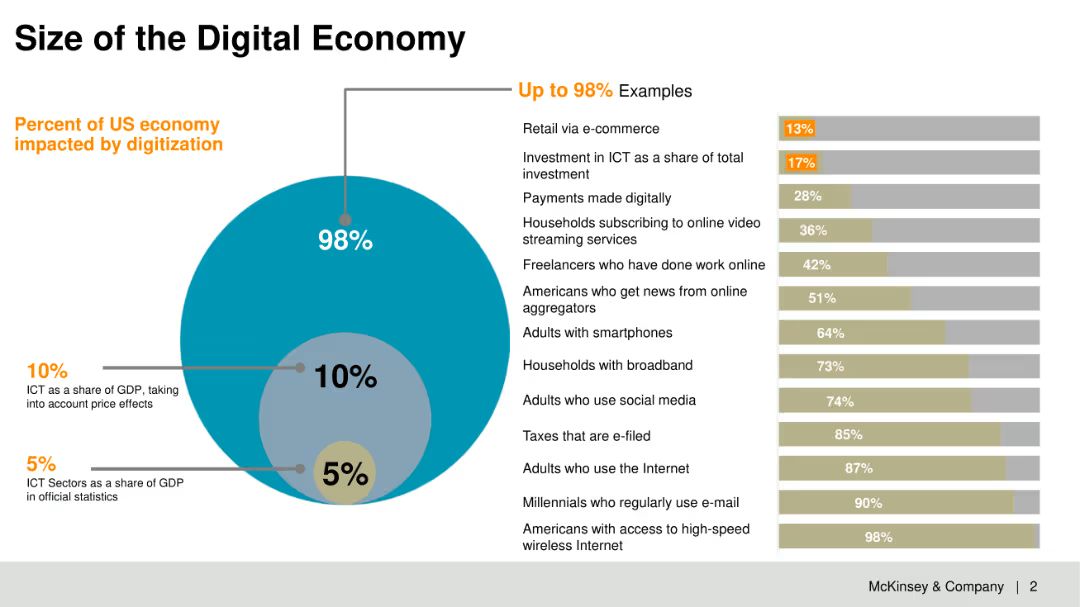 Size of the Digital Economy
Percent of US economy
impacted by digitization
98%
10%
10%
ICT as a share of GDP, taking
into account price effects
5%
5%
ICT Sectors as a share of GDP
in official statistics
Up to 98% Examples
Retail via e-commerce
13%
Investment in ICT as a share of total
investment
17%
Payments made digitally
28%
Households subscribing to online video
streaming services
36%
Freelancers who have done work online
42%
Americans who get news from online
aggregators
51%
Adults with smartphones
64%
Households with broadband
73%
Adults who use social media
74%
Taxes that are e-filed
85%
Adults who use the Internet
87%
Millennials who regularly use e-mail
90%
Americans with access to high-speed
wireless Internet
98%
McKinsey & Company | 2